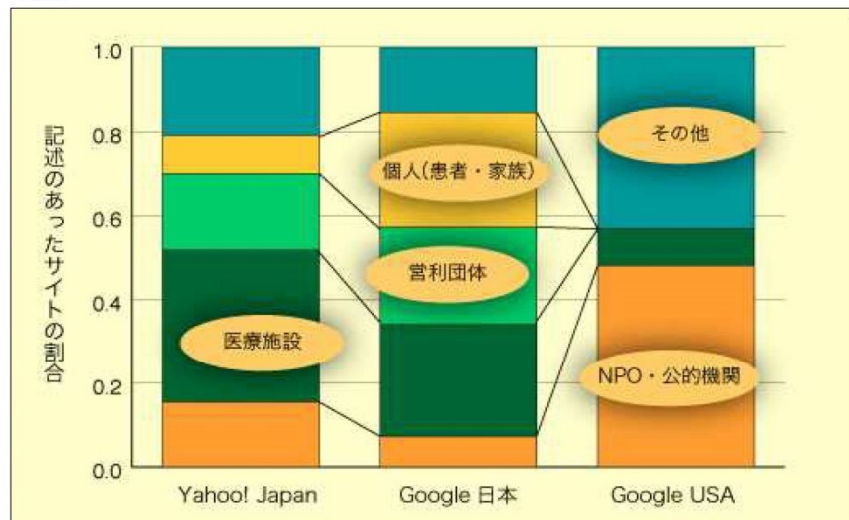 記述のあったサイトの割合
1.0
0.8
0.6
0.4
0.2
0.0
その他
個人(患者・家族)
営利団体
医療施設
NPO・公的機関
Yahoo! Japan
Google 日本
Google USA